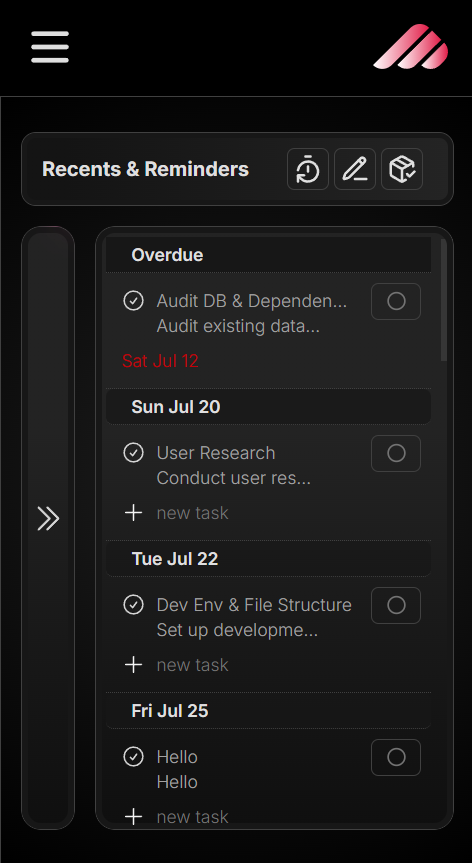 Recents & Reminders
Overdue
Audit DB & Dependen...
Audit existing data...
Sat Jul 12
Sun Jul 20
User Research
Conduct user res...
new task
Tue Jul 22
Dev Env & File Structure
Set up developme...
new task
Fri Jul 25
Hello
Hello
new task